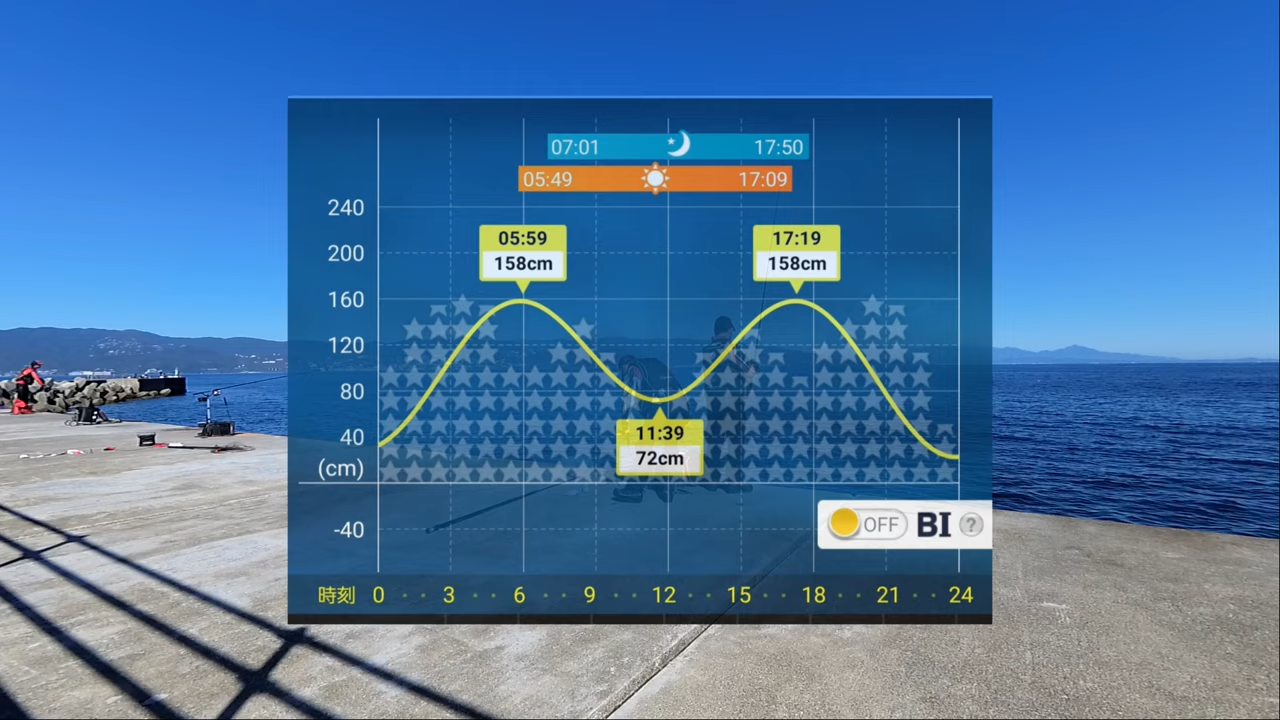 07:01 17:50
05:49 17:09
240
200
160
120
80
40
(cm)
-40
05:59
158cm
17:19
158cm
11:39
72cm
OFF BI ?
時刻 0 3 6 9 12 15 18 21 24